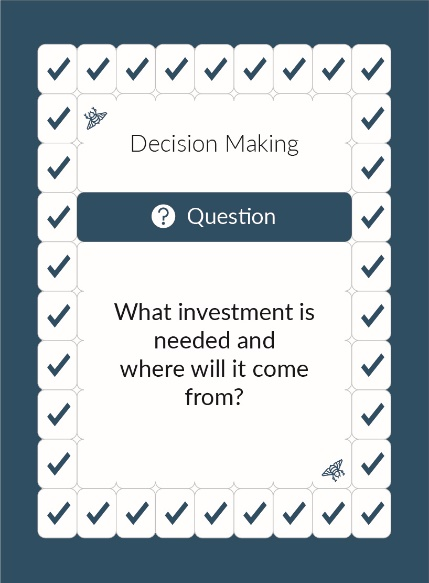 Decision Making
? Question
What investment is
needed and
where will it come
from?